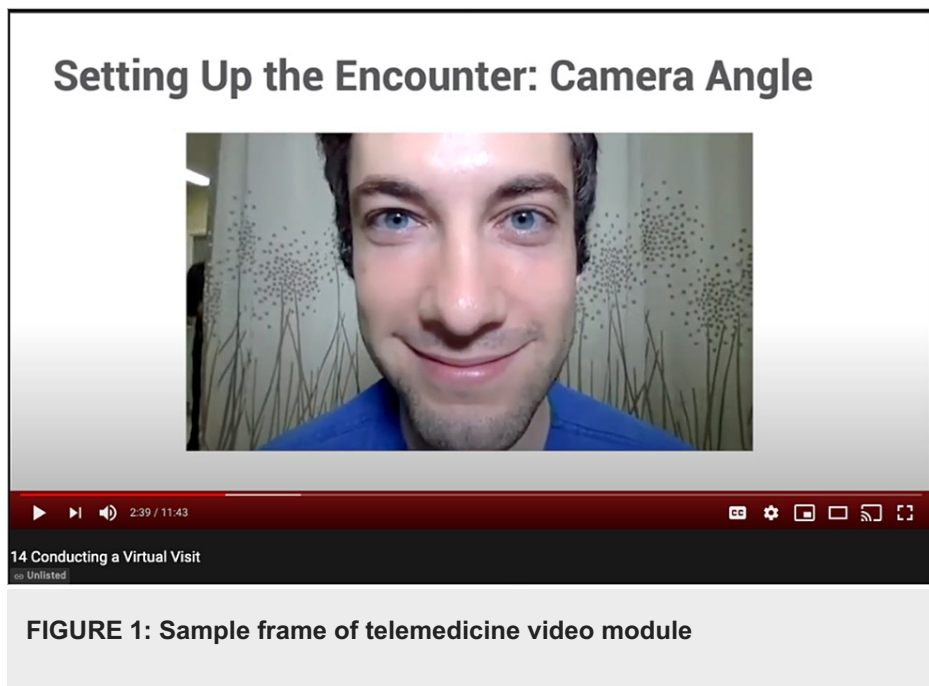 Setting Up the Encounter: Camera Angle
2:39 / 11:43
CC
14 Conducting a Virtual Visit
Unlisted
FIGURE 1: Sample frame of telemedicine video module